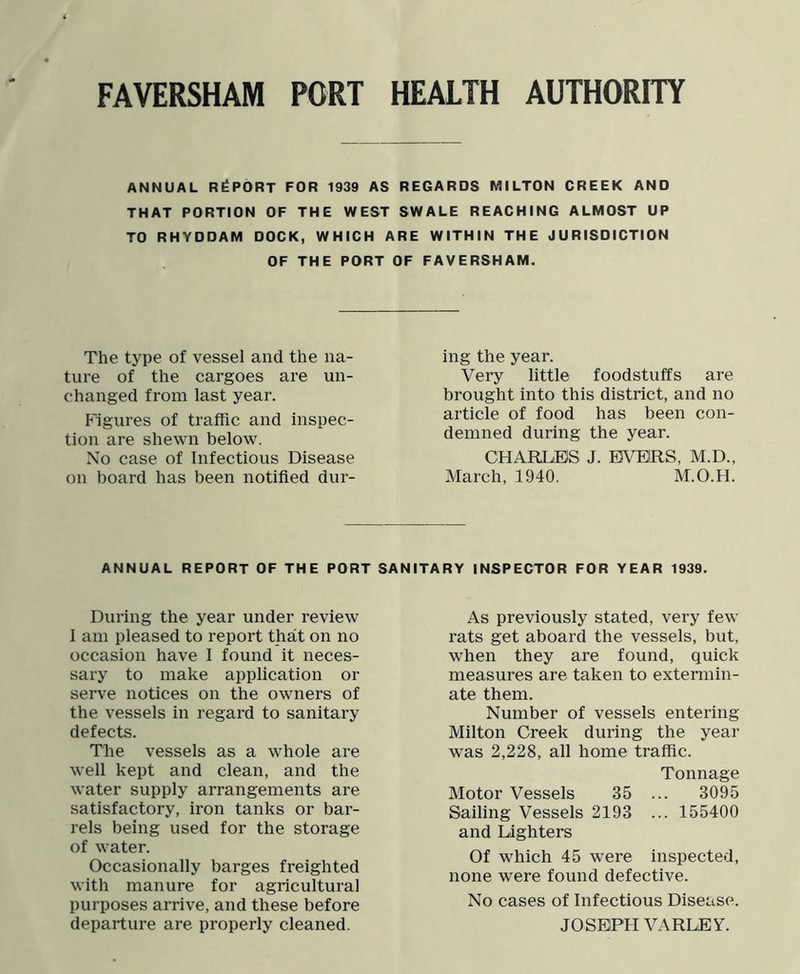 FAVERSHAM PORT HEALTH AUTHORITY
ANNUAL RÉPORT FOR 1939 AS REGARDS MILTON CREEK AND
THAT PORTION OF THE WEST SWALE REACHING ALMOST UP
TO RHYDDAM DOCK, WHICH ARE WITHIN THE JURISDICTION
OF THE PORT OF FAVERSHAM.
The type of vessel and the na-
ture of the cargoes are un-
changed from last year.
Figures of traffic and inspec-
tion are shewn below.
No case of Infectious Disease
on board has been notified dur-
ing the year.
Very little foodstuffs are
brought into this district, and no
article of food has been con-
demned during the year.
CHARLES J. EVERS, M.D.,
March, 1940. M.O.H.
ANNUAL REPORT OF THE PORT SANITARY INSPECTOR FOR YEAR 1939.
During the year under review
I am pleased to report that on no
occasion have I found it neces-
sary to make application or
serve notices on the owners of
the vessels in regard to sanitary
defects.
The vessels as a whole are
well kept and clean, and the
water supply arrangements are
satisfactory, iron tanks or bar-
rels being used for the storage
of water.
Occasionally barges freighted
with manure for agricultural
purposes arrive, and these before
departure are properly cleaned.
As previously stated, very few
rats get aboard the vessels, but,
when they are found, quick
measures are taken to extermin-
ate them.
Number of vessels entering
Milton Creek during the year
was 2,228, all home traffic.
Tonnage
Motor Vessels 35 ... 3095
Sailing Vessels 2193 ... 155400
and Lighters
Of which 45 were inspected,
none were found defective.
No cases of Infectious Disease.
JOSEPH VARLEY.